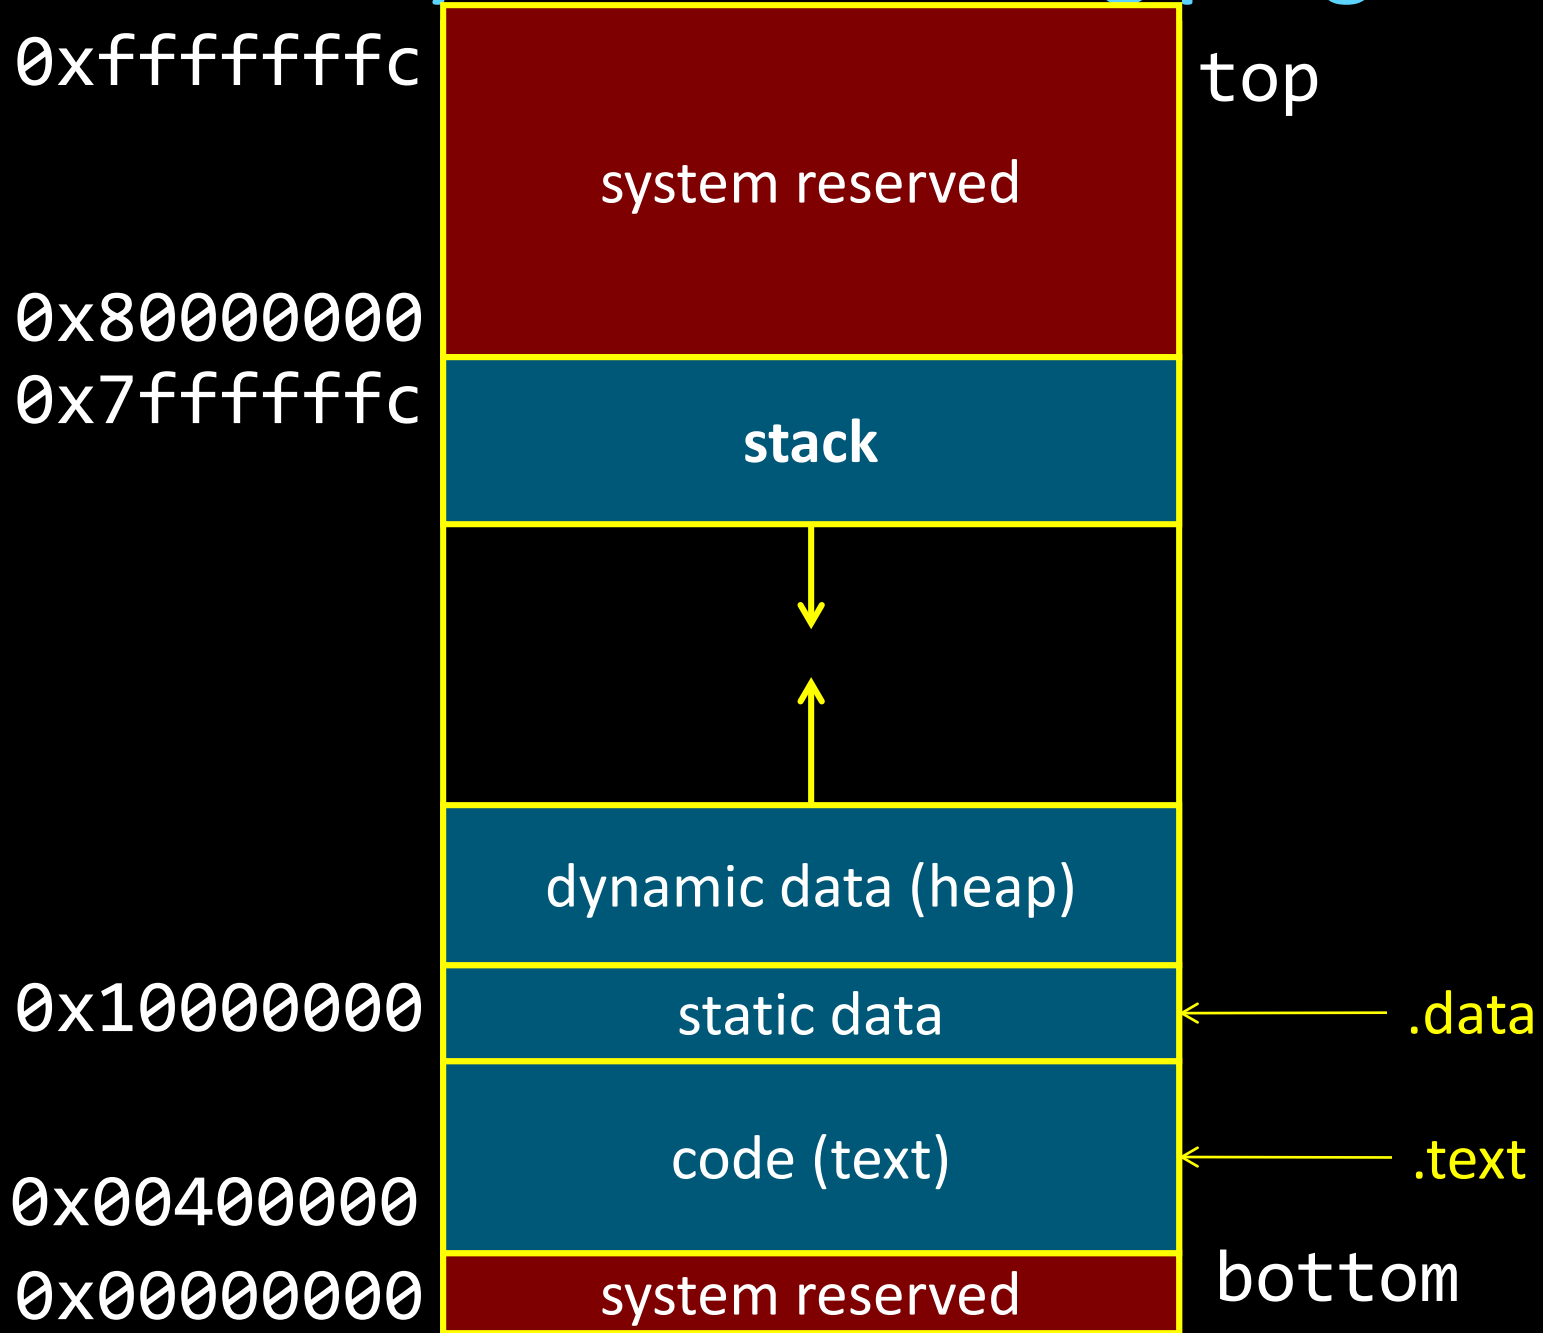 0xfffffffc
top
system reserved
0x80000000
0x7ffffffc
stack
dynamic data (heap)
0x10000000
static data
.data
code (text)
.text
0x00400000
bottom
0x00000000
system reserved